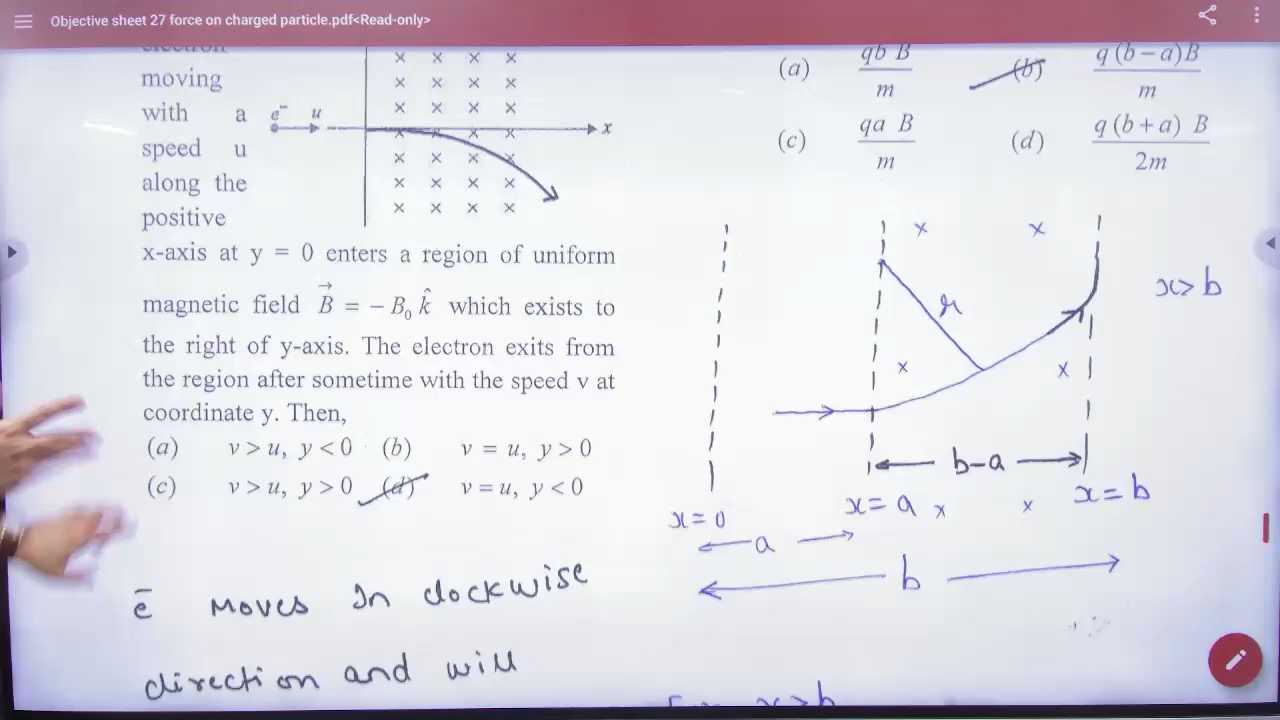 Objective sheet 27 force on charged particle.pdf<Read-only>
electron
moving
with a
speed u
along the
positive
x-axis at y = 0 enters a region of uniform
magnetic field B⃗ = − B₀ k̂ which exists to
the right of y-axis. The electron exits from
the region after sometime with the speed v at
coordinate y. Then,
(a) v > u, y < 0 (b) v = u, y > 0
(c) v > u, y > 0 (d) v = u, y < 0
e⁻ u
x
× × × ×
× × × ×
× × × ×
× × × ×
× × × ×
× × × ×
× × × ×
ē moves In clockwise
direction and will
(a) qb B / m (b) q (b − a) B / m
(c) qa B / m (d) q (b + a) B / 2m
× ×
x > b
r
× ×
b-a
x = a × × x = b
x = 0
a
b
x > b